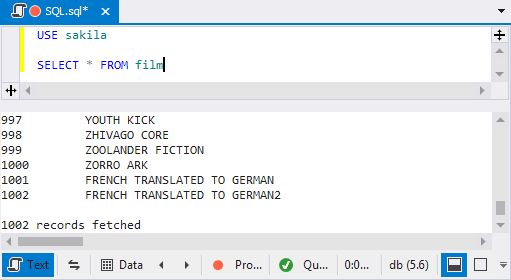 SQL.sql*
USE sakila
SELECT * FROM film
997 YOUTH KICK
998 ZHIVAGO CORE
999 ZOOLANDER FICTION
1000 ZORRO ARK
1001 FRENCH TRANSLATED TO GERMAN
1002 FRENCH TRANSLATED TO GERMAN2
1002 records fetched
Text Data Pro... Qu... 0:0... db (5.6)